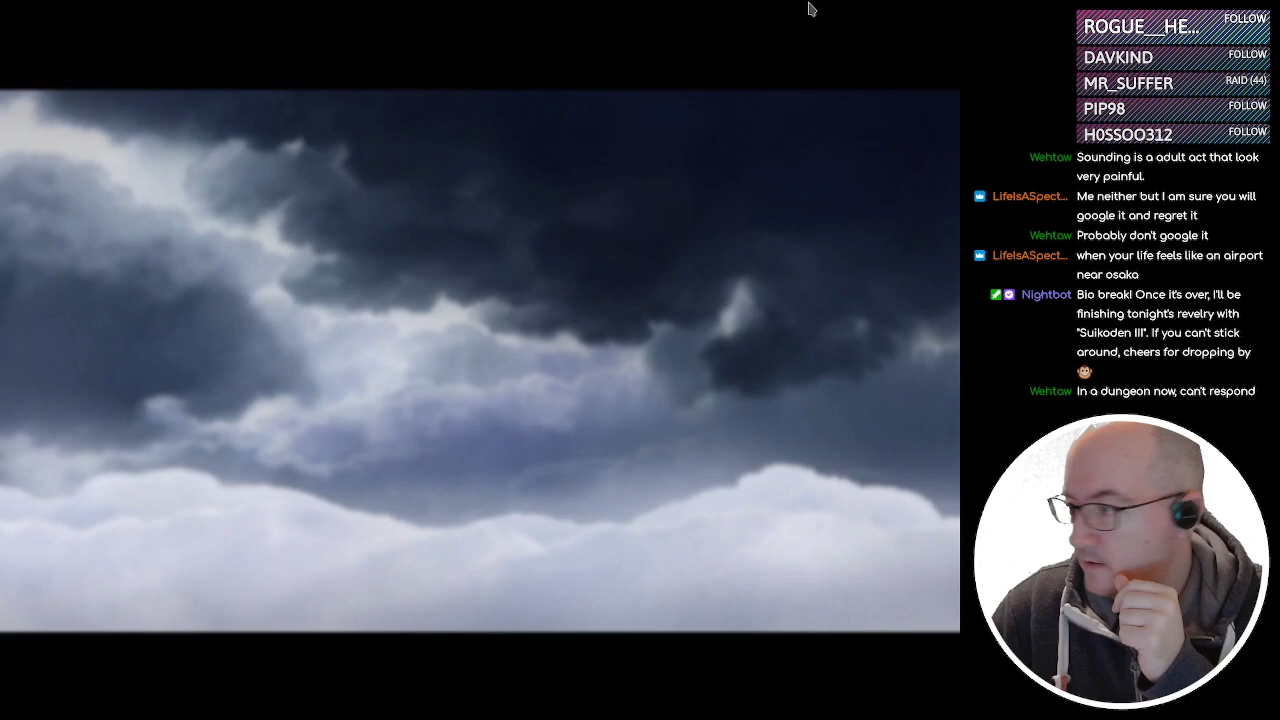 ROGUE__HE... FOLLOW
DAVKIND FOLLOW
MR_SUFFER RAID (44)
PIP98 FOLLOW
H0SSOO312 FOLLOW
Wehtaw Sounding is a adult act that look
very painful.
LifeIsASpect... Me neither but I am sure you will
google it and regret it
Wehtaw Probably don't google it
LifeIsASpect... when your life feels like an airport
near osaka
Nightbot Bio break! Once it's over, i'll be
finishing tonight's revelry with
"Suikoden III". If you can't stick
around, cheers for dropping by
Wehtaw In a dungeon now, can't respond